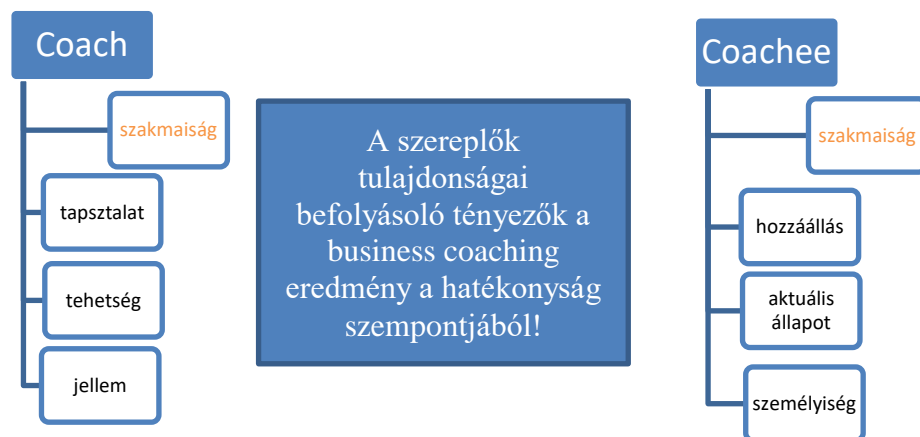 Coach
szakmaiság
tapsztalat
tehetség
jellem
A szereplők
tulajdonságai
befolyásoló tényezők a
business coaching
eredmény a hatékonyság
szempontjából!
Coachee
szakmaiság
hozzáállás
aktuális
állapot
személyiség